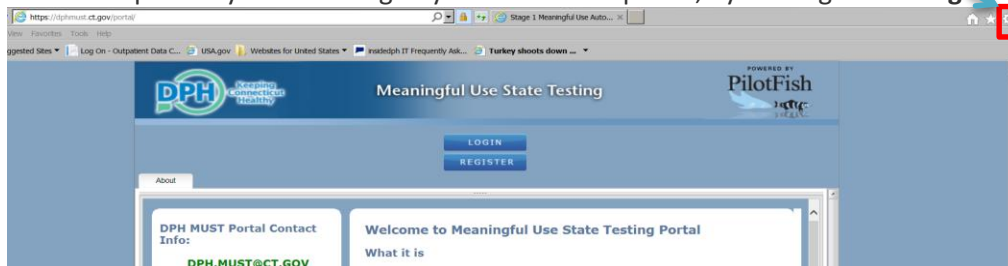 https://dphmust.ct.gov/portal/
Stage 1 Meaningful Use Auto...
View Favorites Tools Help
ggested Sites
Log On - Outpatient Data C...
USA.gov
Websites for United States
insidedph IT Frequently Ask...
Turkey shoots down ...
DPH
Keeping
Connecticut
Healthy
Meaningful Use State Testing
POWERED BY
PilotFish
LOGIN
REGISTER
About
DPH MUST Portal Contact
Info:
DPH.MUST@CT.GOV
Welcome to Meaningful Use State Testing Portal
What it is